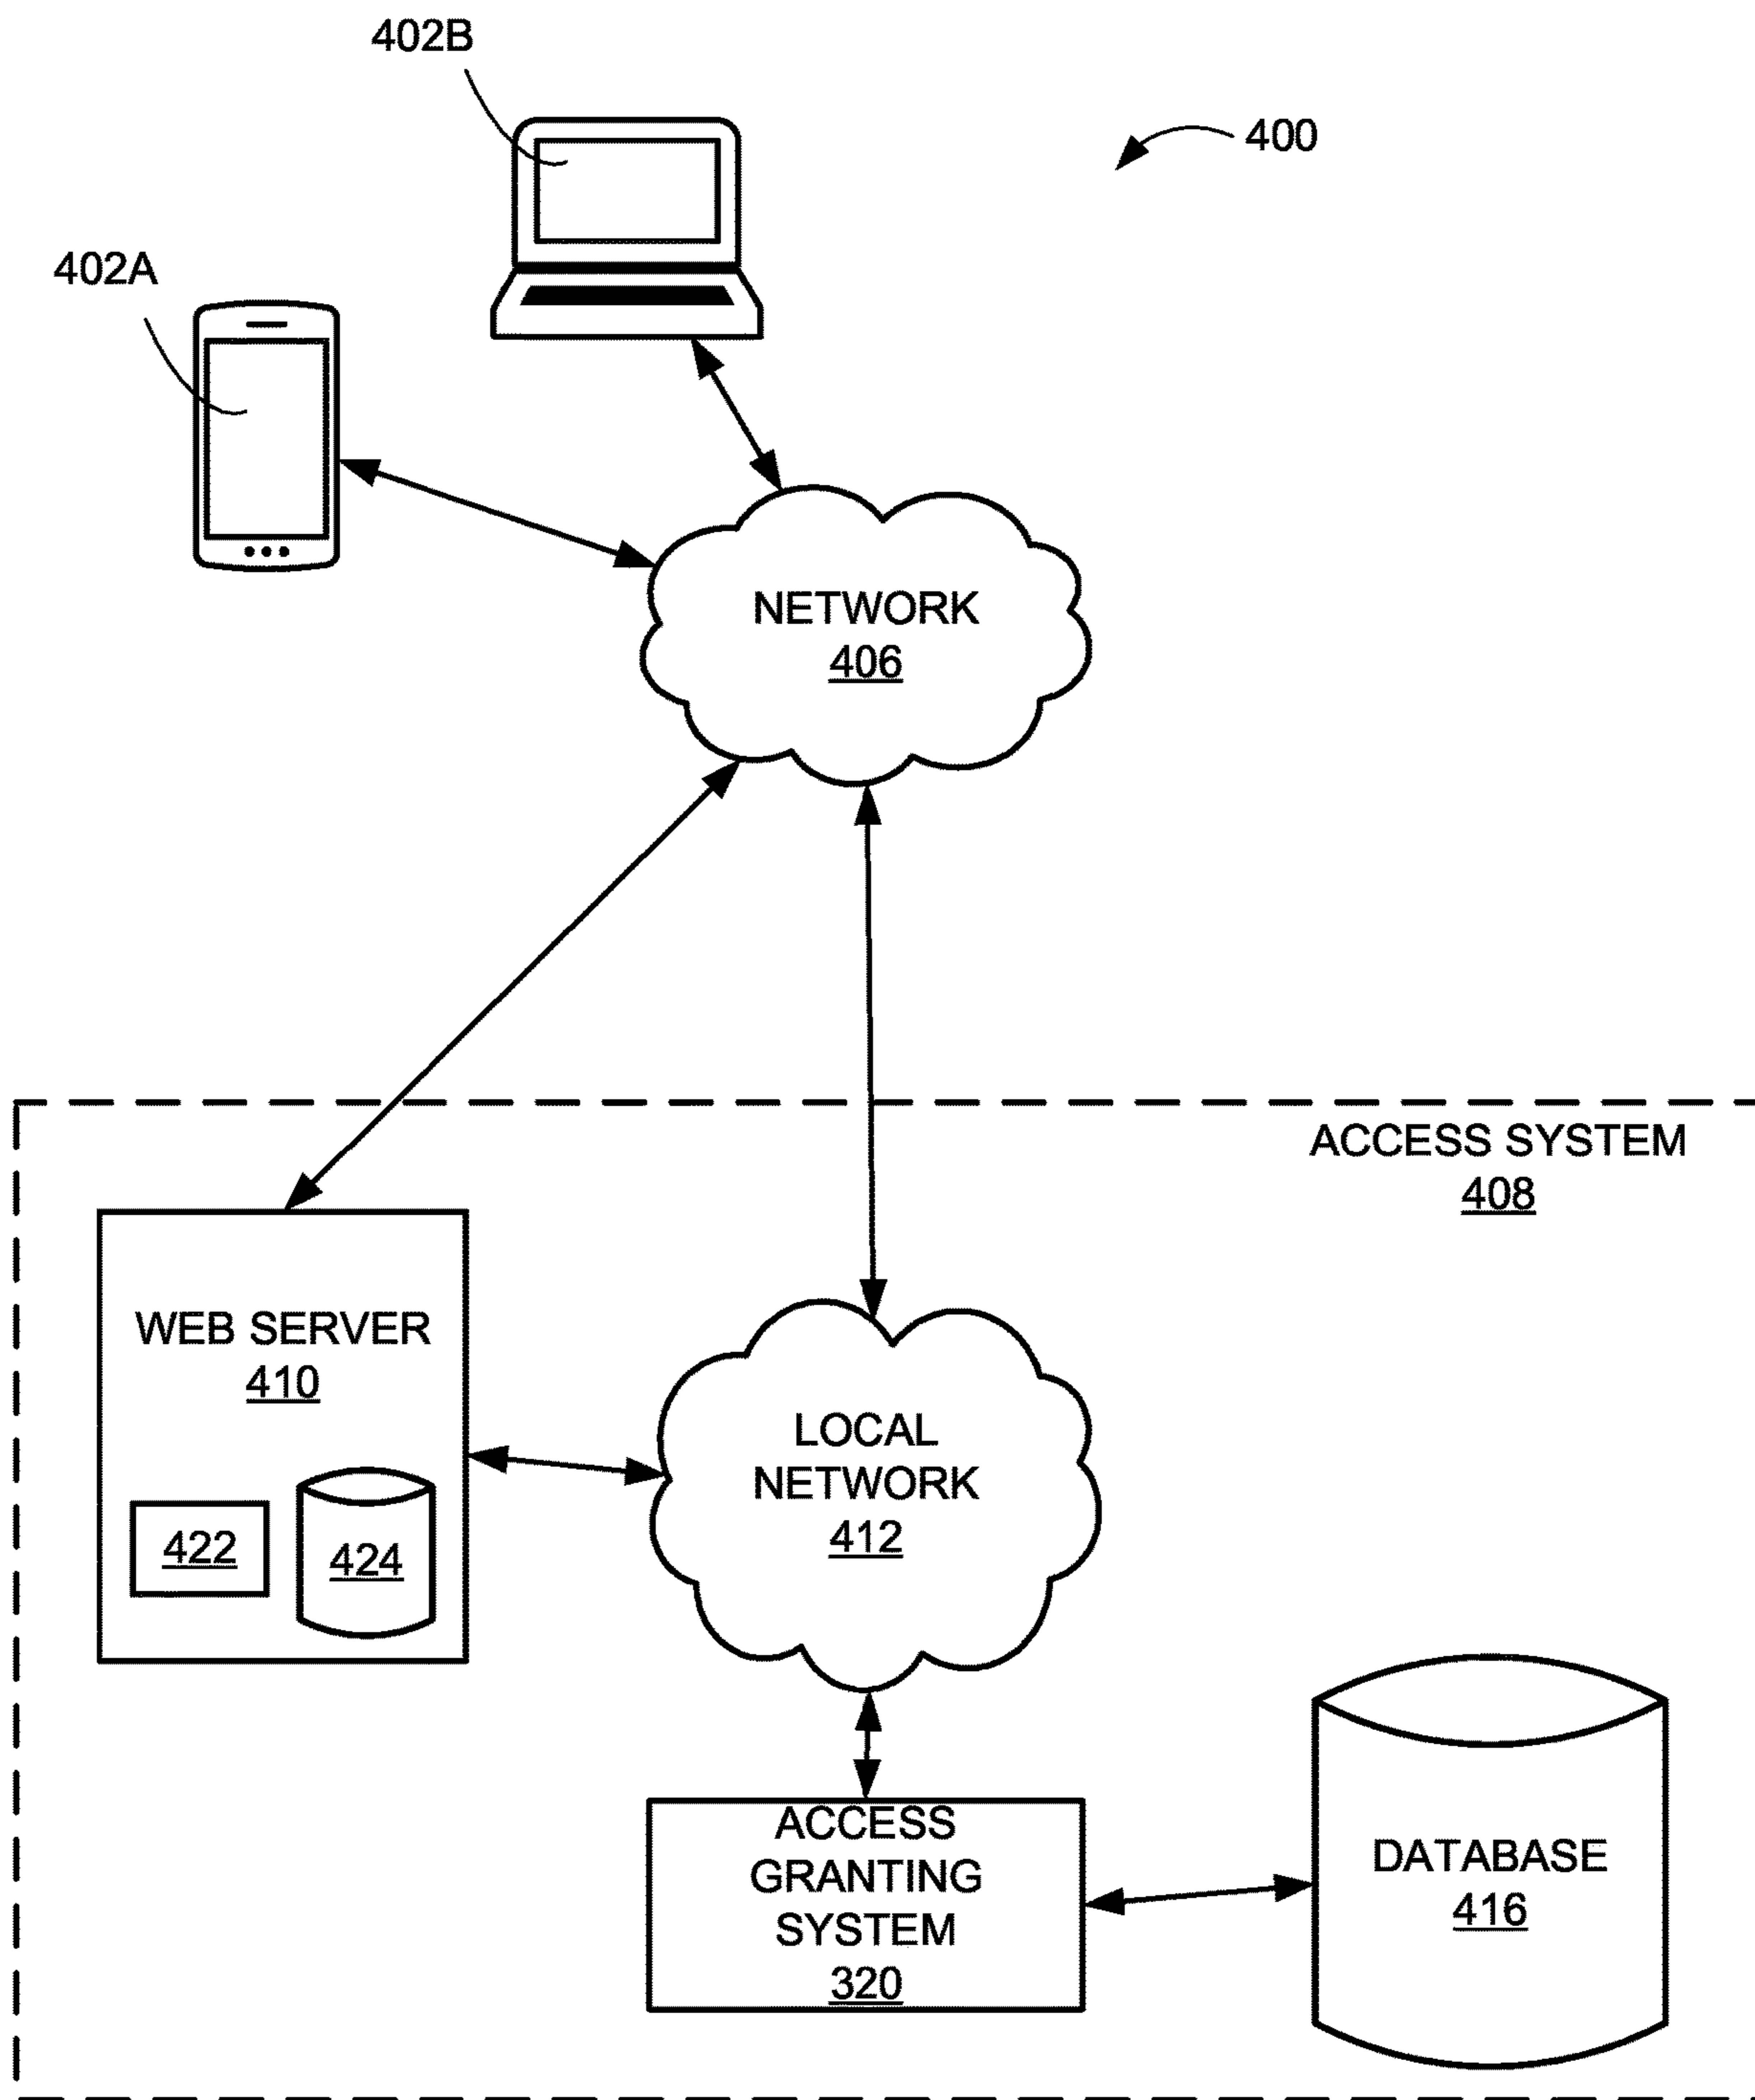 402B
400
402A
NETWORK
406
ACCESS SYSTEM
408
WEB SERVER
410
LOCAL
NETWORK
412
422
424
ACCESS
GRANTING
SYSTEM
320
DATABASE
416